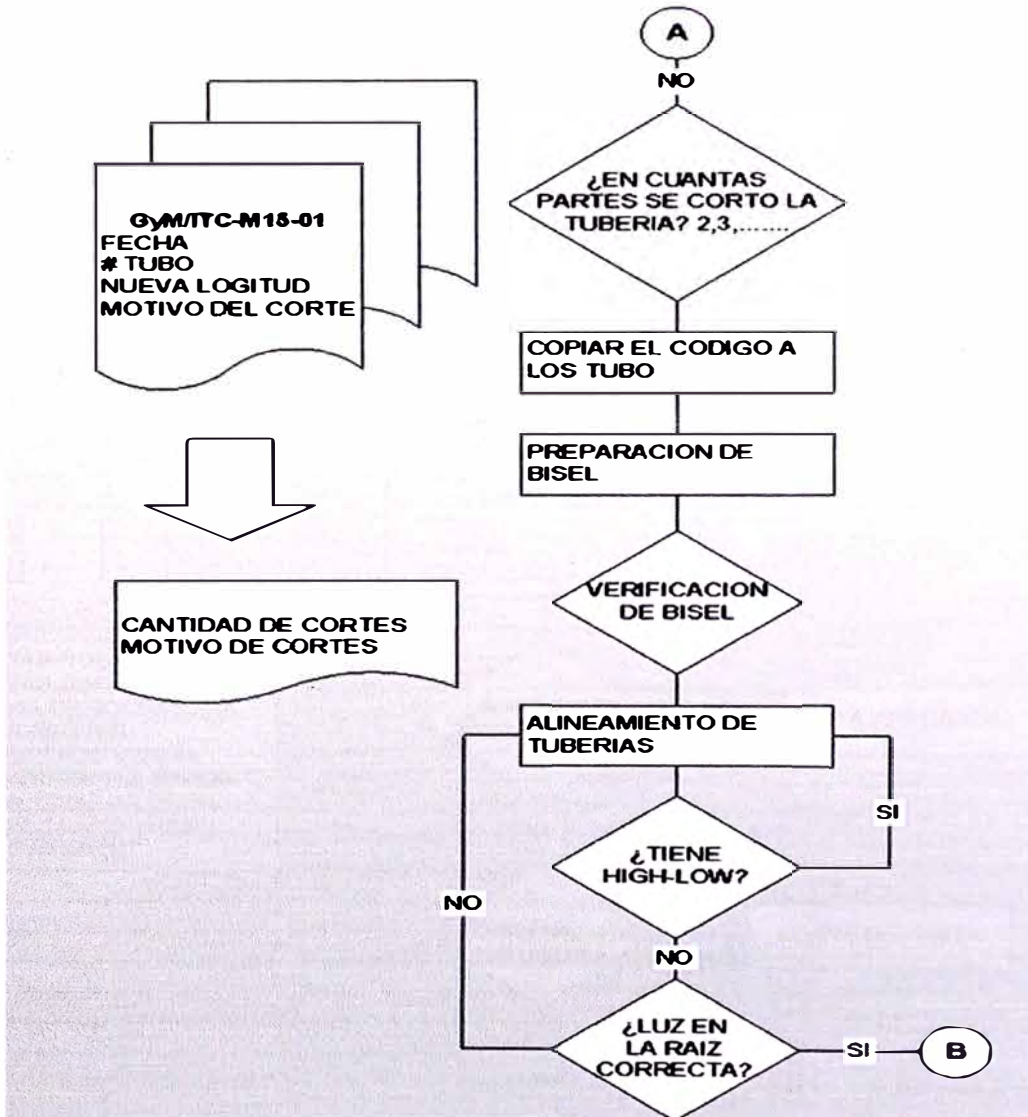 A
NO
¿EN CUANTAS
PARTES SE CORTO LA
TUBERIA? 2,3,.......
GyM/ITC-M15-01
FECHA
# TUBO
NUEVA LOGITUD
MOTIVO DEL CORTE
COPIAR EL CODIGO A
LOS TUBO
PREPARACION DE
BISEL
VERIFICACION
DE BISEL
CANTIDAD DE CORTES
MOTIVO DE CORTES
ALINEAMIENTO DE
TUBERIAS
SI
¿TIENE
HIGH-LOW?
NO
NO
¿LUZ EN
LA RAIZ
CORRECTA?
SI
B